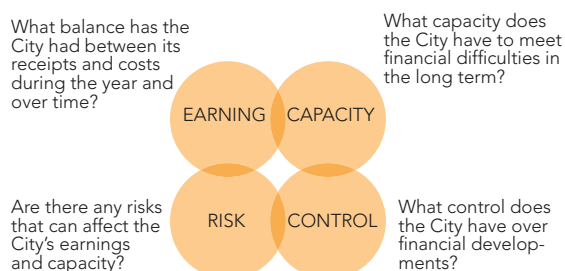 What balance has the
City had between its
receipts and costs
during the year and
over time?
What capacity does
the City have to meet
financial difficulties in
the long term?
EARNING
CAPACITY
Are there any risks
that can affect the
City's earnings
and capacity?
RISK
CONTROL
What control does
the City have over
financial develop-
ments?